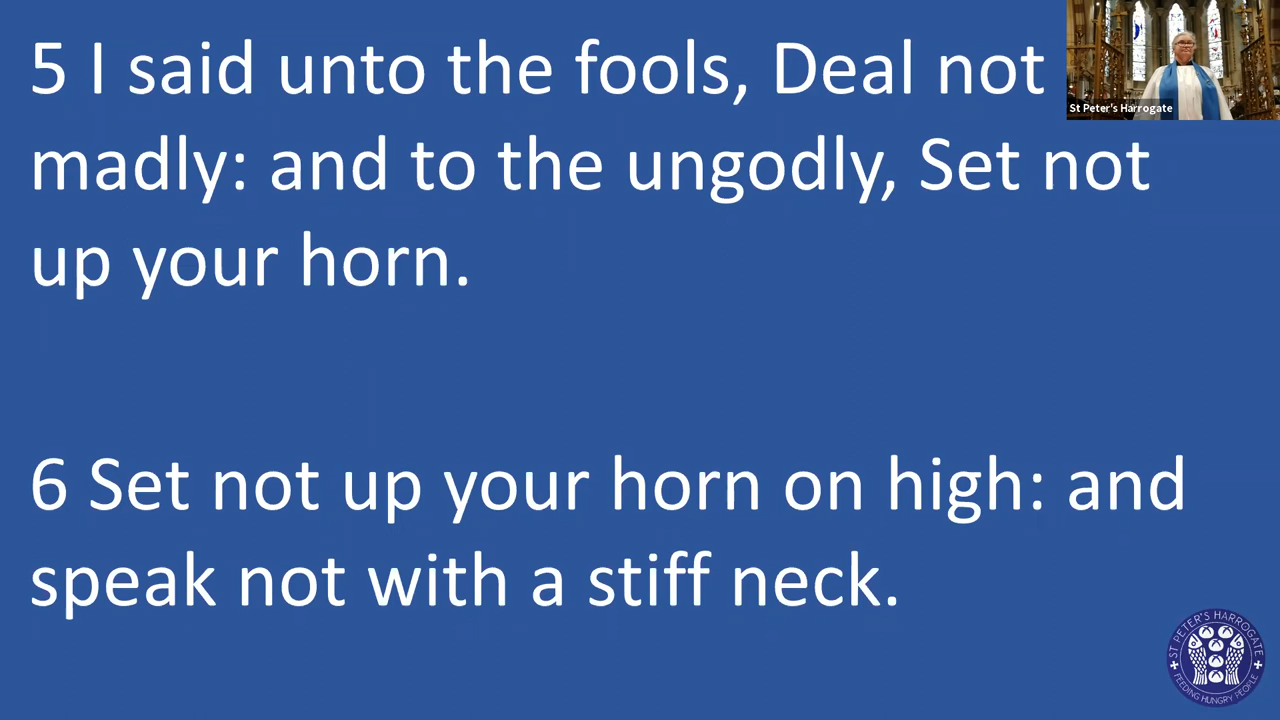 5 I said unto the fools, Deal not
madly: and to the ungodly, Set not
up your horn.
6 Set not up your horn on high: and
speak not with a stiff neck.
St Peter's Harrogate
ST PETER'S HARROGATE
FEEDING HUNGRY PEOPLE